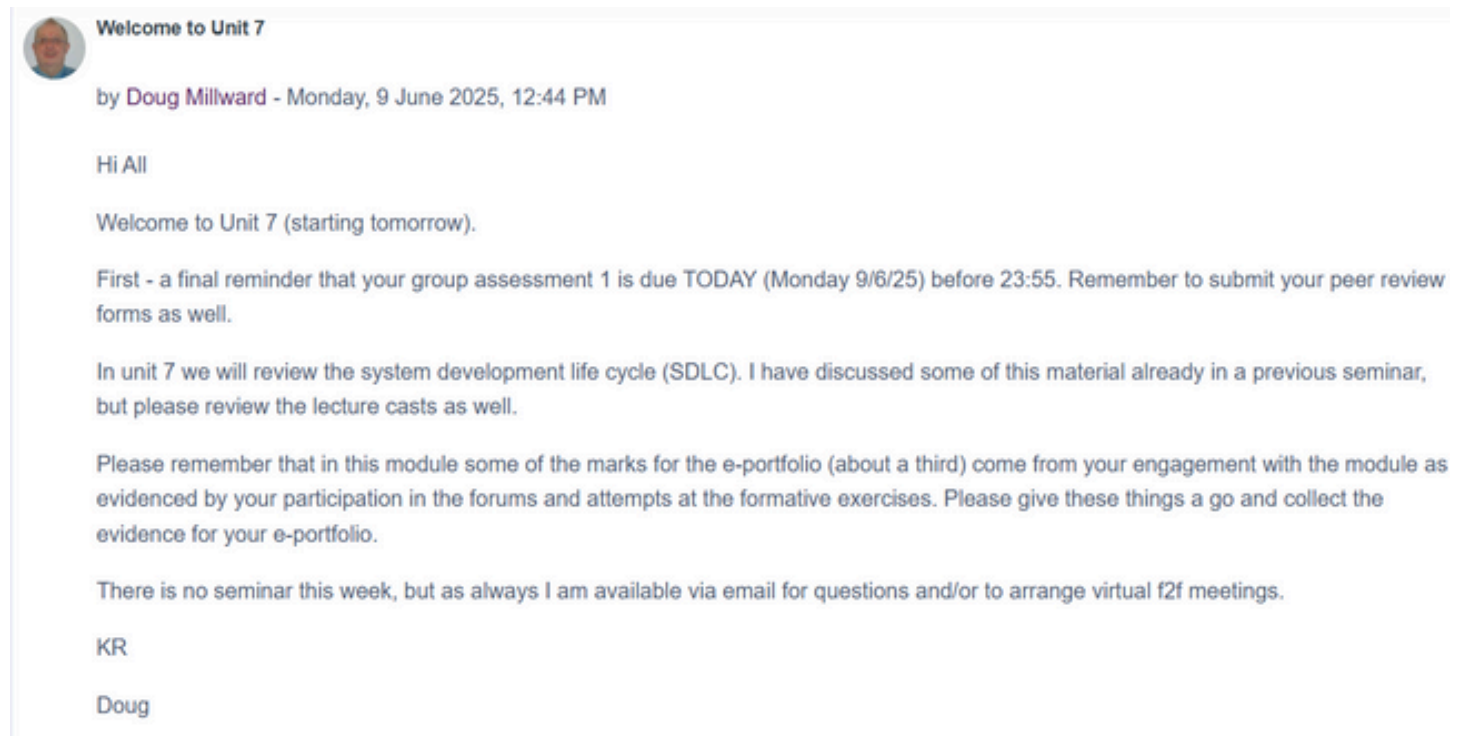 Welcome to Unit 7
by Doug Millward - Monday, 9 June 2025, 12:44 PM
Hi All
Welcome to Unit 7 (starting tomorrow).
First - a final reminder that your group assessment 1 is due TODAY (Monday 9/6/25) before 23:55. Remember to submit your peer review
forms as well.
In unit 7 we will review the system development life cycle (SDLC). I have discussed some of this material already in a previous seminar,
but please review the lecture casts as well.
Please remember that in this module some of the marks for the e-portfolio (about a third) come from your engagement with the module as
evidenced by your participation in the forums and attempts at the formative exercises. Please give these things a go and collect the
evidence for your e-portfolio.
There is no seminar this week, but as always I am available via email for questions and/or to arrange virtual f2f meetings.
KR
Doug